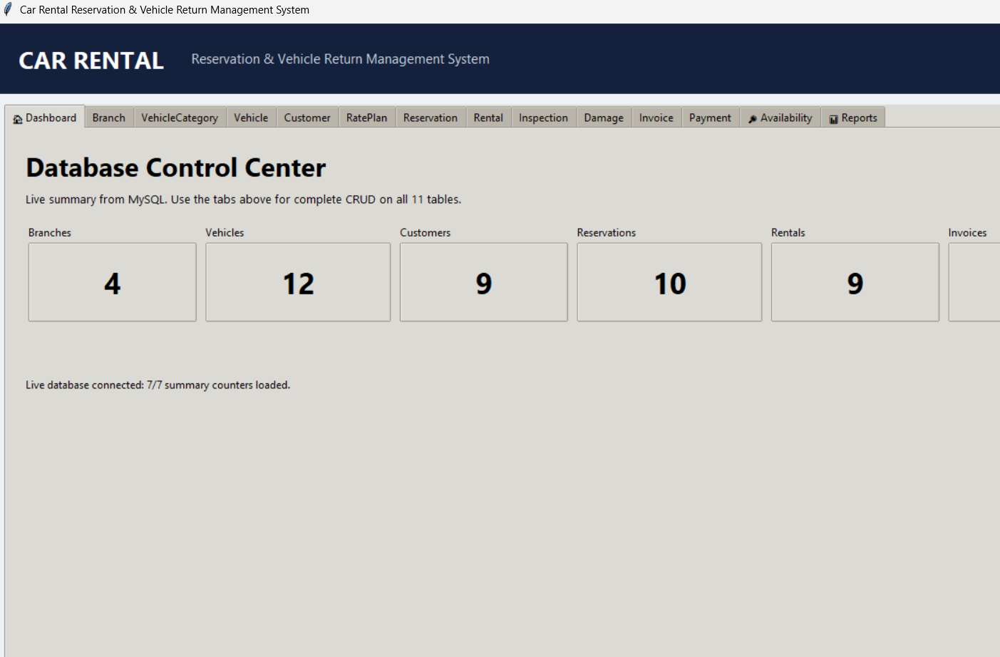 Car Rental Reservation & Vehicle Return Management System
CAR RENTAL Reservation & Vehicle Return Management System
Dashboard Branch VehicleCategory Vehicle Customer RatePlan Reservation Rental Inspection Damage Invoice Payment Availability Reports
Database Control Center
Live summary from MySQL. Use the tabs above for complete CRUD on all 11 tables.
Branches Vehicles Customers Reservations Rentals Invoices
4 12 9 10 9
Live database connected: 7/7 summary counters loaded.